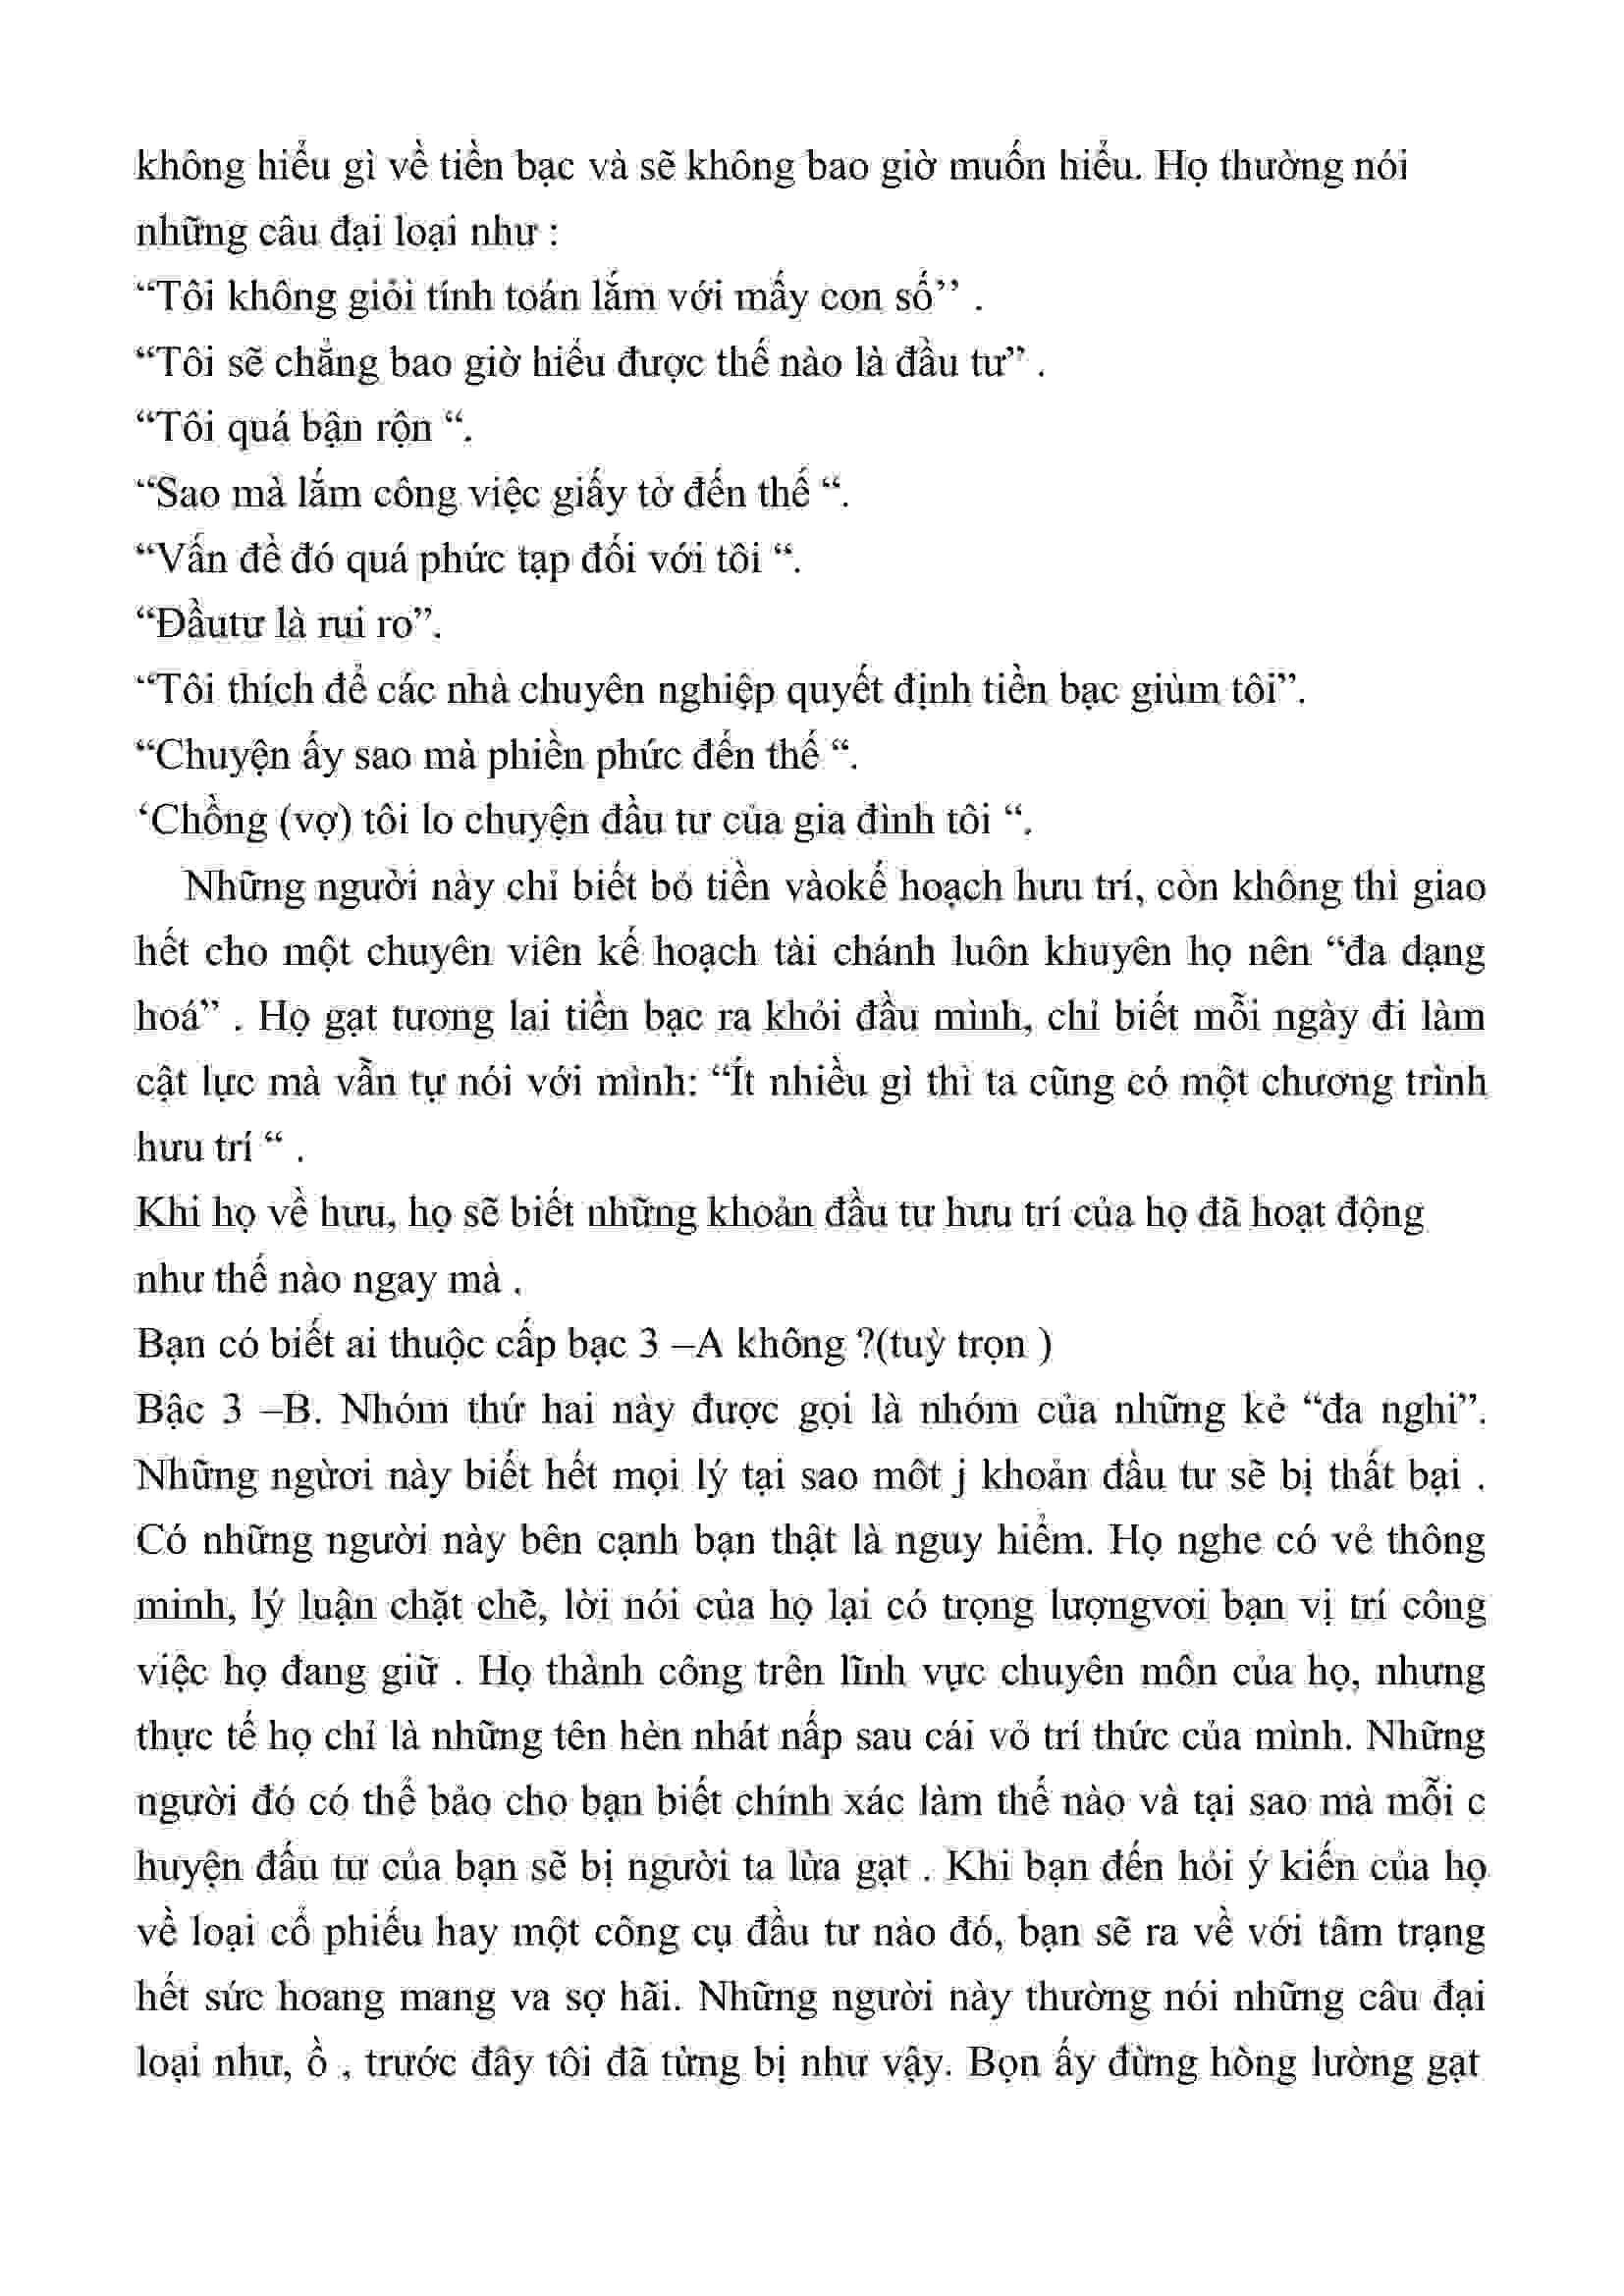 không hiểu gì về tiền bạc và sẽ không bao giờ muốn hiểu. Họ thường nói
những câu đại loại như :
“Tôi không giỏi tính toán lắm với mấy con số’’ .
“Tôi sẽ chẳng bao giờ hiểu được thế nào là đầu tư” .
“Tôi quá bận rộn “.
“Sao mà lắm công việc giấy tờ đến thế “.
“Vấn đề đó quá phức tạp đối với tôi “.
“Đầutư là rui ro”.
“Tôi thích để các nhà chuyên nghiệp quyết định tiền bạc giùm tôi”.
“Chuyện ấy sao mà phiền phức đến thế “.
‘Chồng (vợ) tôi lo chuyện đầu tư của gia đình tôi “.
Những người này chỉ biết bỏ tiền vàokế hoạch hưu trí, còn không thì giao
hết cho một chuyên viên kế hoạch tài chánh luôn khuyên họ nên “đa dạng
hoá” . Họ gạt tương lai tiền bạc ra khỏi đầu mình, chỉ biết mỗi ngày đi làm
cật lực mà vẫn tự nói với mình: “Ít nhiều gì thì ta cũng có một chương trình
hưu trí “ .
Khi họ về hưu, họ sẽ biết những khoản đầu tư hưu trí của họ đã hoạt động
như thế nào ngay mà .
Bạn có biết ai thuộc cấp bạc 3 –A không ?(tuỳ trọn )
Bậc 3 –B. Nhóm thứ hai này được gọi là nhóm của những kẻ “đa nghi”.
Những ngừơi này biết hết mọi lý tại sao môt j khoản đầu tư sẽ bị thất bại .
Có những người này bên cạnh bạn thật là nguy hiểm. Họ nghe có vẻ thông
minh, lý luận chặt chẽ, lời nói của họ lại có trọng lượngvơi bạn vị trí công
việc họ đang giữ . Họ thành công trên lĩnh vực chuyên môn của họ, nhưng
thực tế họ chỉ là những tên hèn nhát nấp sau cái vỏ trí thức của mình. Những
người đó có thể bảo cho bạn biết chính xác làm thế nào và tại sao mà mỗi c
huyện đấu tư của bạn sẽ bị người ta lừa gạt . Khi bạn đến hỏi ý kiến của họ
về loại cổ phiếu hay một công cụ đầu tư nào đó, bạn sẽ ra về với tâm trạng
hết sức hoang mang va sợ hãi. Những người này thường nói những câu đại
loại như, ồ , trước đây tôi đã từng bị như vậy. Bọn ấy đừng hòng lường gạt